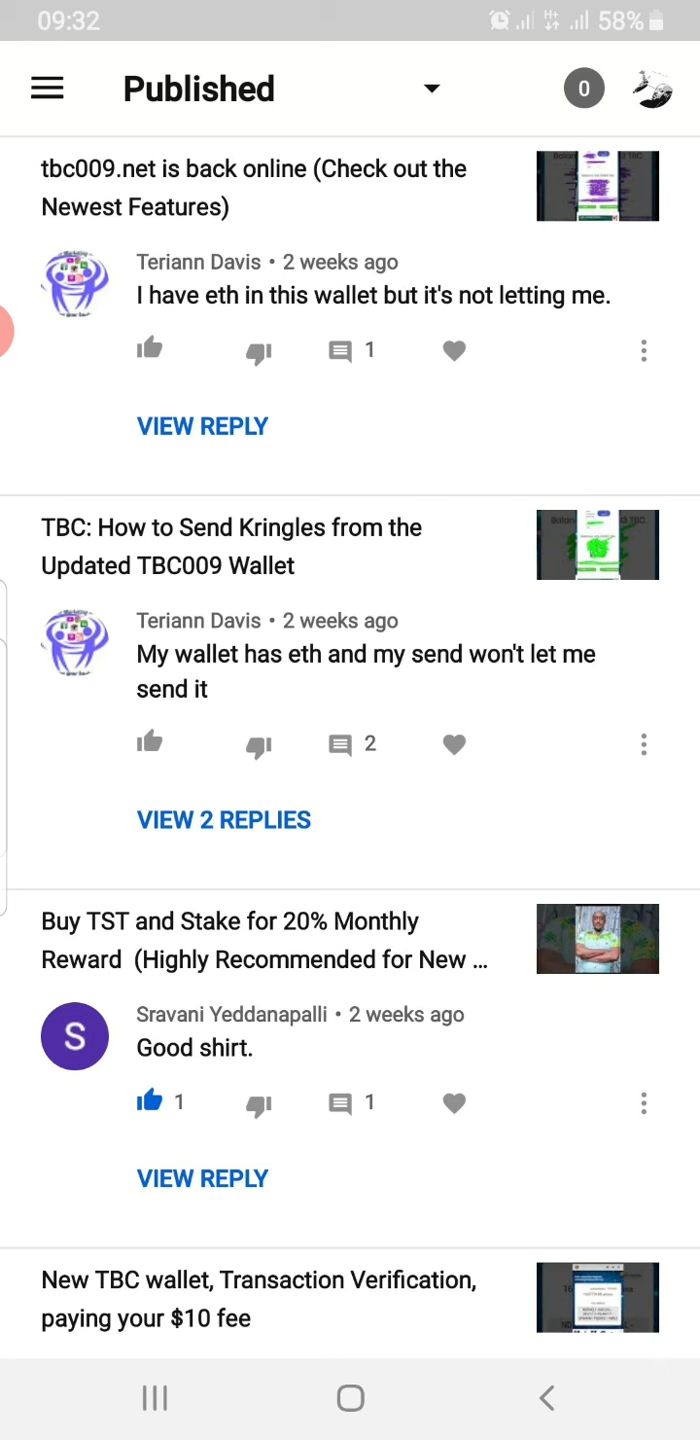 09:32
H+
58%
Published
0
tbc009.net is back online (Check out the
Newest Features)
Teriann Davis • 2 weeks ago
I have eth in this wallet but it's not letting me.
1
VIEW REPLY
TBC: How to Send Kringles from the
Updated TBC009 Wallet
Teriann Davis • 2 weeks ago
My wallet has eth and my send won't let me
send it
2
VIEW 2 REPLIES
Buy TST and Stake for 20% Monthly
Reward (Highly Recommended for New ...
S
Sravani Yeddanapalli • 2 weeks ago
Good shirt.
1
1
VIEW REPLY
New TBC wallet, Transaction Verification,
paying your $10 fee